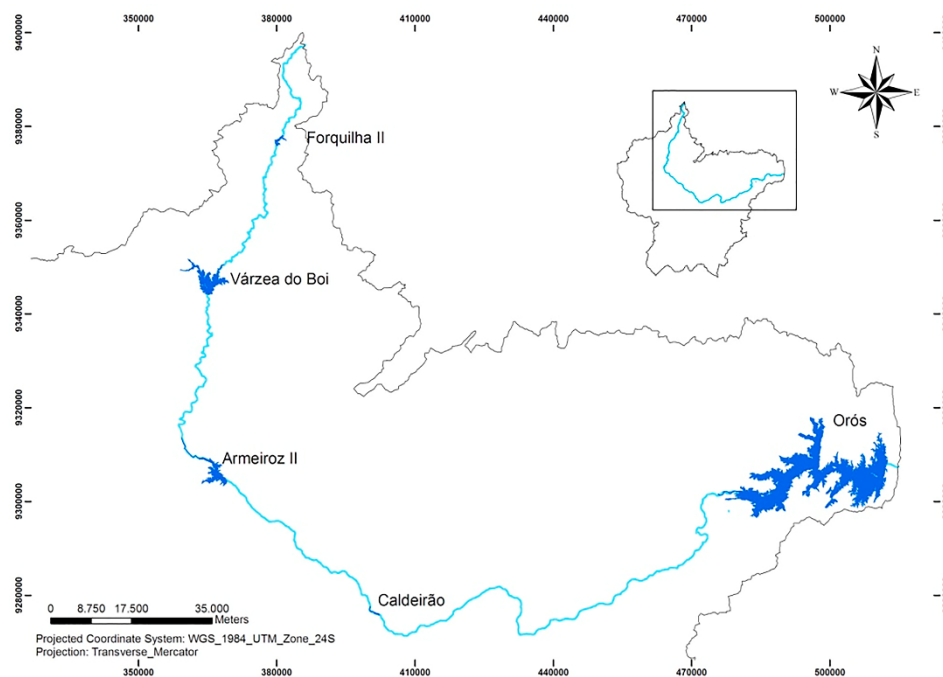 350000 380000 410000 440000 470000 500000
9400000
9380000
9360000
9340000
9320000
9300000
9280000
N
W E
S
Forquilha II
Várzea do Boi
Armeiroz II
Orós
Caldeirão
0 8.750 17.500 35.000
Meters
Projected Coordinate System: WGS_1984_UTM_Zone_24S
Projection: Transverse_Mercator
350000 380000 410000 440000 470000 500000